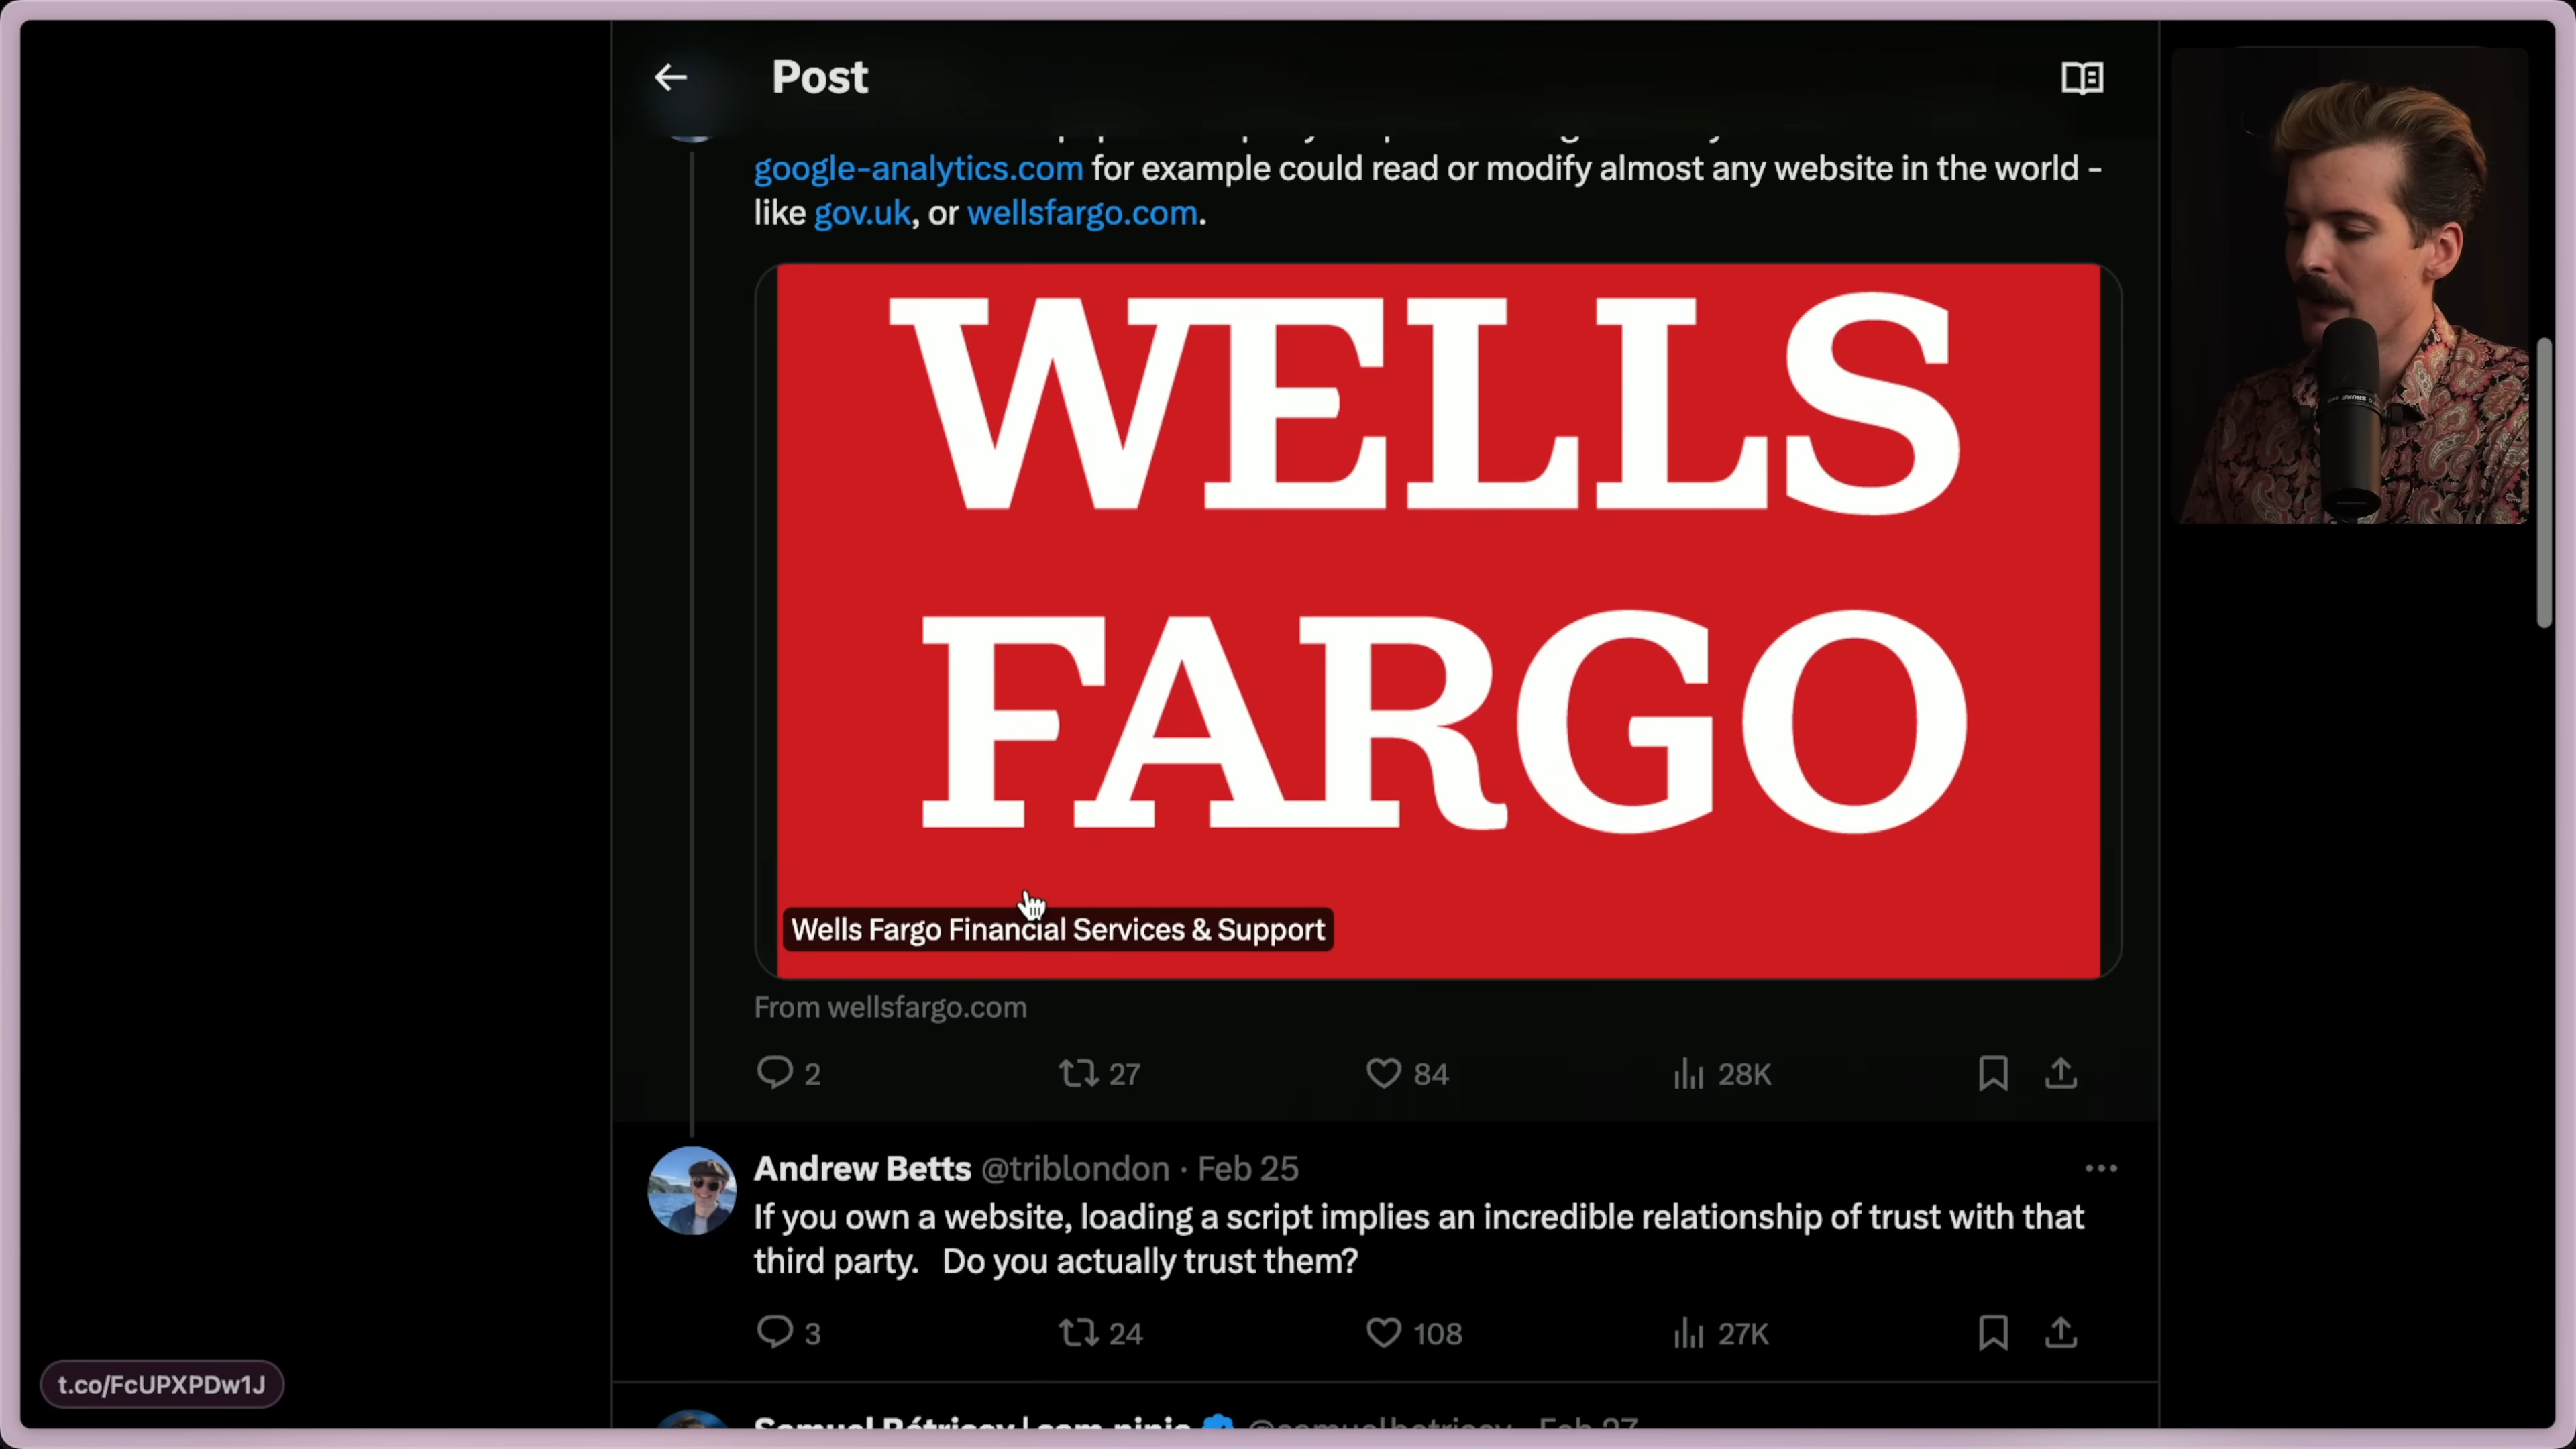 Post
google-analytics.com for example could read or modify almost any website in the world -
like gov.uk, or wellsfargo.com.
WELLS
FARGO
Wells Fargo Financial Services & Support
From wellsfargo.com
2 27 84 28K
Andrew Betts @triblondon · Feb 25
If you own a website, loading a script implies an incredible relationship of trust with that
third party. Do you actually trust them?
3 24 108 27K
t.co/FcUPXPDw1J